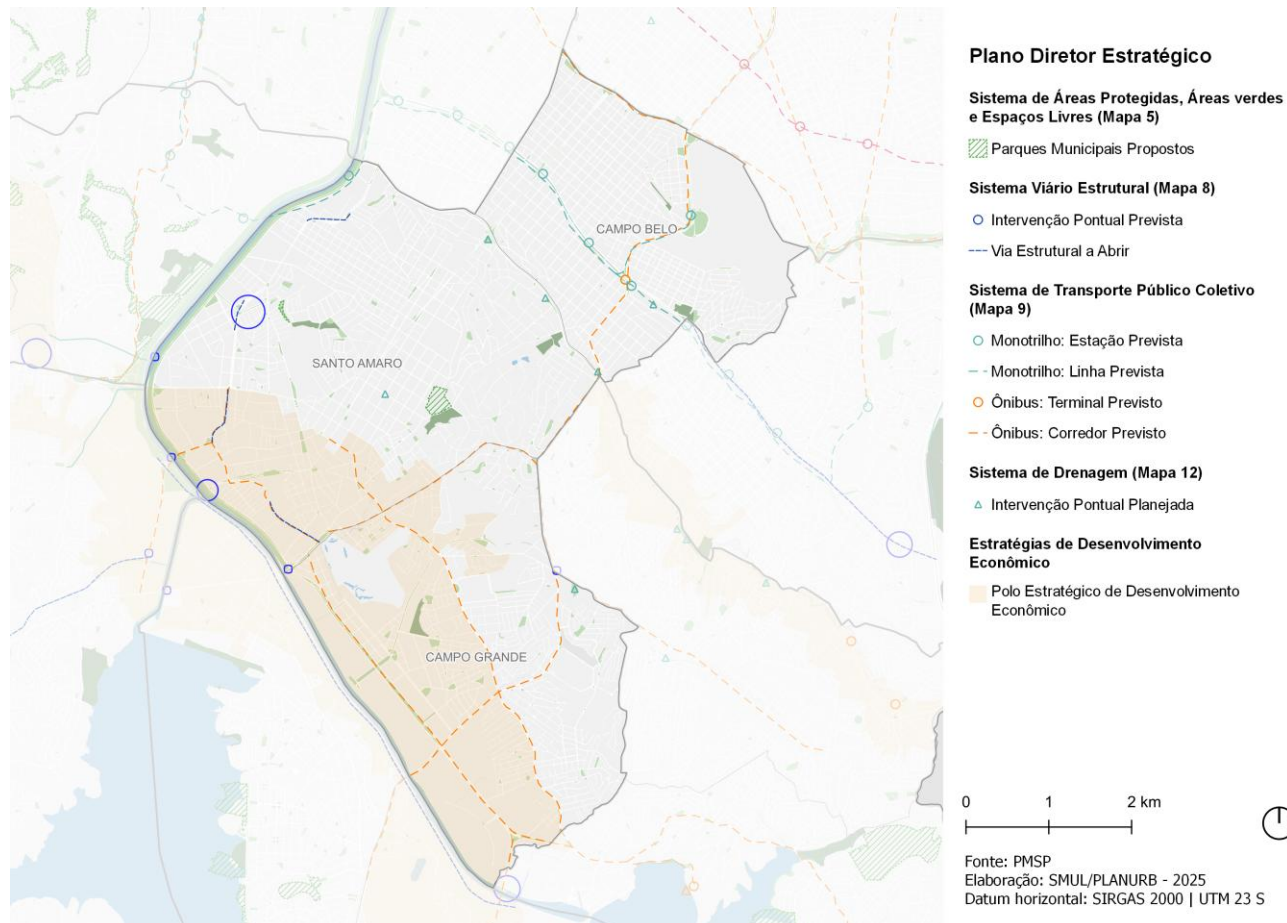 CAMPO BELO
SANTO AMARO
CAMPO GRANDE
Plano Diretor Estratégico
Sistema de Áreas Protegidas, Áreas verdes
e Espaços Livres (Mapa 5)
Parques Municipais Propostos
Sistema Viário Estrutural (Mapa 8)
Intervenção Pontual Prevista
Via Estrutural a Abrir
Sistema de Transporte Público Coletivo
(Mapa 9)
Monotrilho: Estação Prevista
Monotrilho: Linha Prevista
Ônibus: Terminal Previsto
Ônibus: Corredor Previsto
Sistema de Drenagem (Mapa 12)
Intervenção Pontual Planejada
Estratégias de Desenvolvimento
Econômico
Polo Estratégico de Desenvolvimento
Econômico
0 1 2 km
Fonte: PMSP
Elaboração: SMUL/PLANURB - 2025
Datum horizontal: SIRGAS 2000 | UTM 23 S